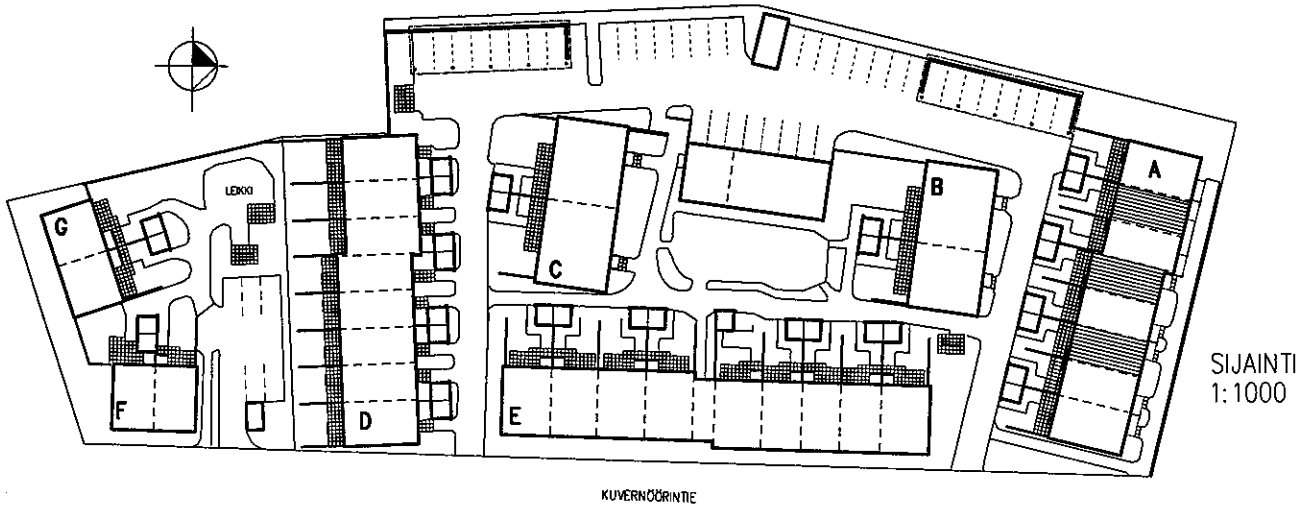 LEIKKI
A
B
G
C
F
D
E
SIJAINTI
1:1000
KUVERNÖÖRINTIE